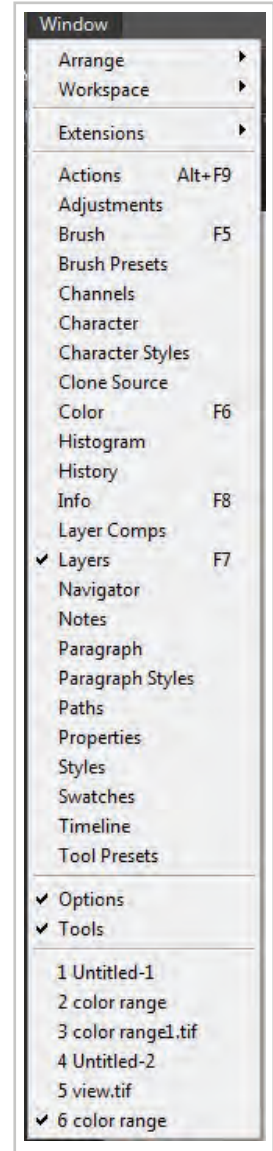 Window
Arrange
Workspace
Extensions
Actions Alt+F9
Adjustments
Brush F5
Brush Presets
Channels
Character
Character Styles
Clone Source
Color F6
Histogram
History
Info F8
Layer Comps
Layers F7
Navigator
Notes
Paragraph
Paragraph Styles
Paths
Properties
Styles
Swatches
Timeline
Tool Presets
Options
Tools
1 Untitled-1
2 color range
3 color range1.tif
4 Untitled-2
5 view.tif
6 color range